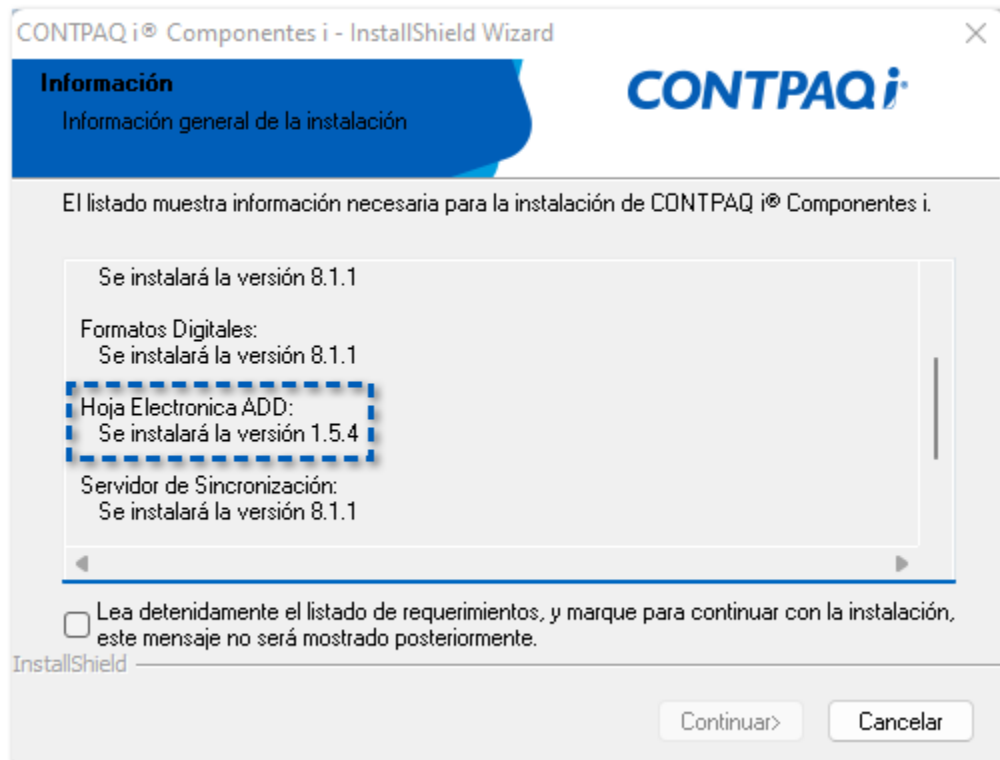 CONTPAQ i® Componentes i - InstallShield Wizard
Información
Información general de la instalación
CONTPAQi®
El listado muestra información necesaria para la instalación de CONTPAQ i® Componentes i.
Se instalará la versión 8.1.1
Formatos Digitales:
Se instalará la versión 8.1.1
Hoja Electronica ADD:
Se instalará la versión 1.5.4
Servidor de Sincronización:
Se instalará la versión 8.1.1
Lea detenidamente el listado de requerimientos, y marque para continuar con la instalación,
este mensaje no será mostrado posteriormente.
InstallShield
Continuar>
Cancelar